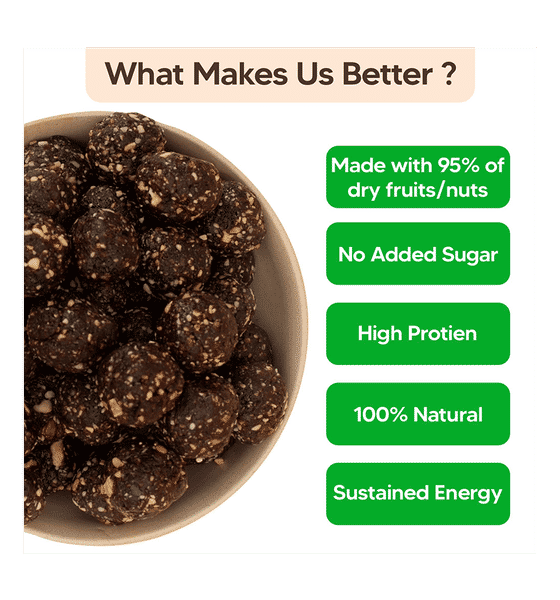 What Makes Us Better ?
Made with 95% of
dry fruits/nuts
No Added Sugar
High Protien
100% Natural
Sustained Energy